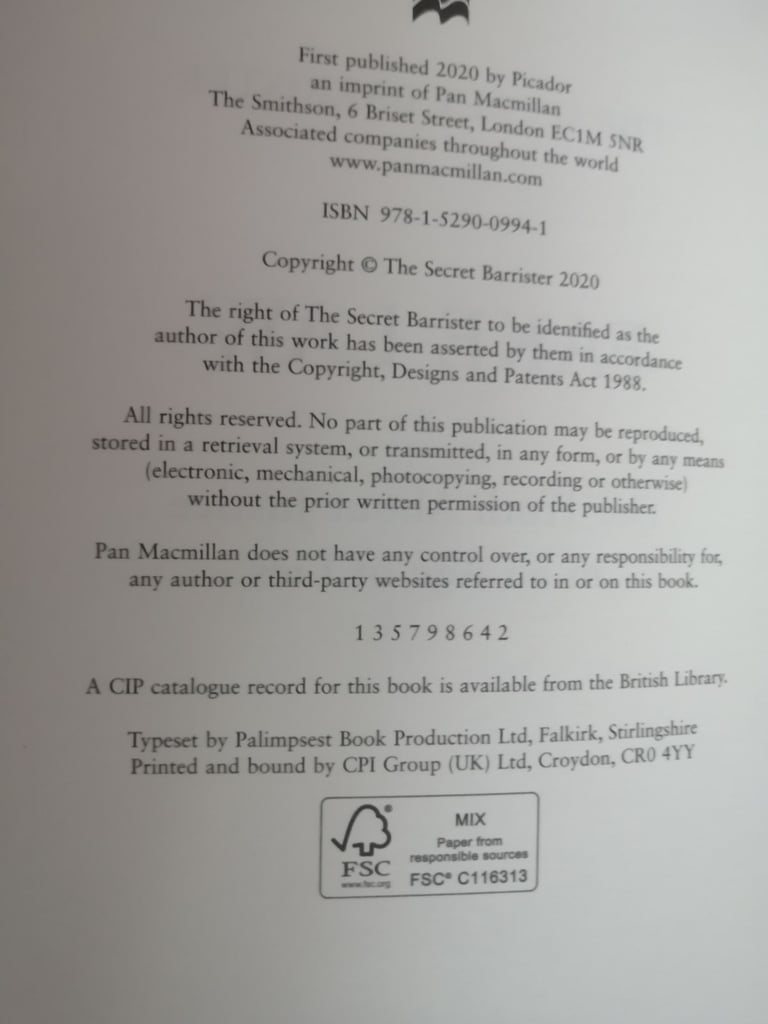 First published 2020 by Picador
an imprint of Pan Macmillan
The Smithson, 6 Briset Street, London EC1M 5NR
Associated companies throughout the world
www.panmacmillan.com
ISBN 978-1-5290-0994-1
Copyright © The Secret Barrister 2020
The right of The Secret Barrister to be identified as the
author of this work has been asserted by them in accordance
with the Copyright, Designs and Patents Act 1988.
All rights reserved. No part of this publication may be reproduced,
stored in a retrieval system, or transmitted, in any form, or by any means
(electronic, mechanical, photocopying, recording or otherwise)
without the prior written permission of the publisher.
Pan Macmillan does not have any control over, or any responsibility for,
any author or third-party websites referred to in or on this book.
1 3 5 7 9 8 6 4 2
A CIP catalogue record for this book is available from the British Library.
Typeset by Palimpsest Book Production Ltd, Falkirk, Stirlingshire
Printed and bound by CPI Group (UK) Ltd, Croydon, CR0 4YY
FSC
www.fsc.org
MIX
Paper from
responsible sources
FSC® C116313